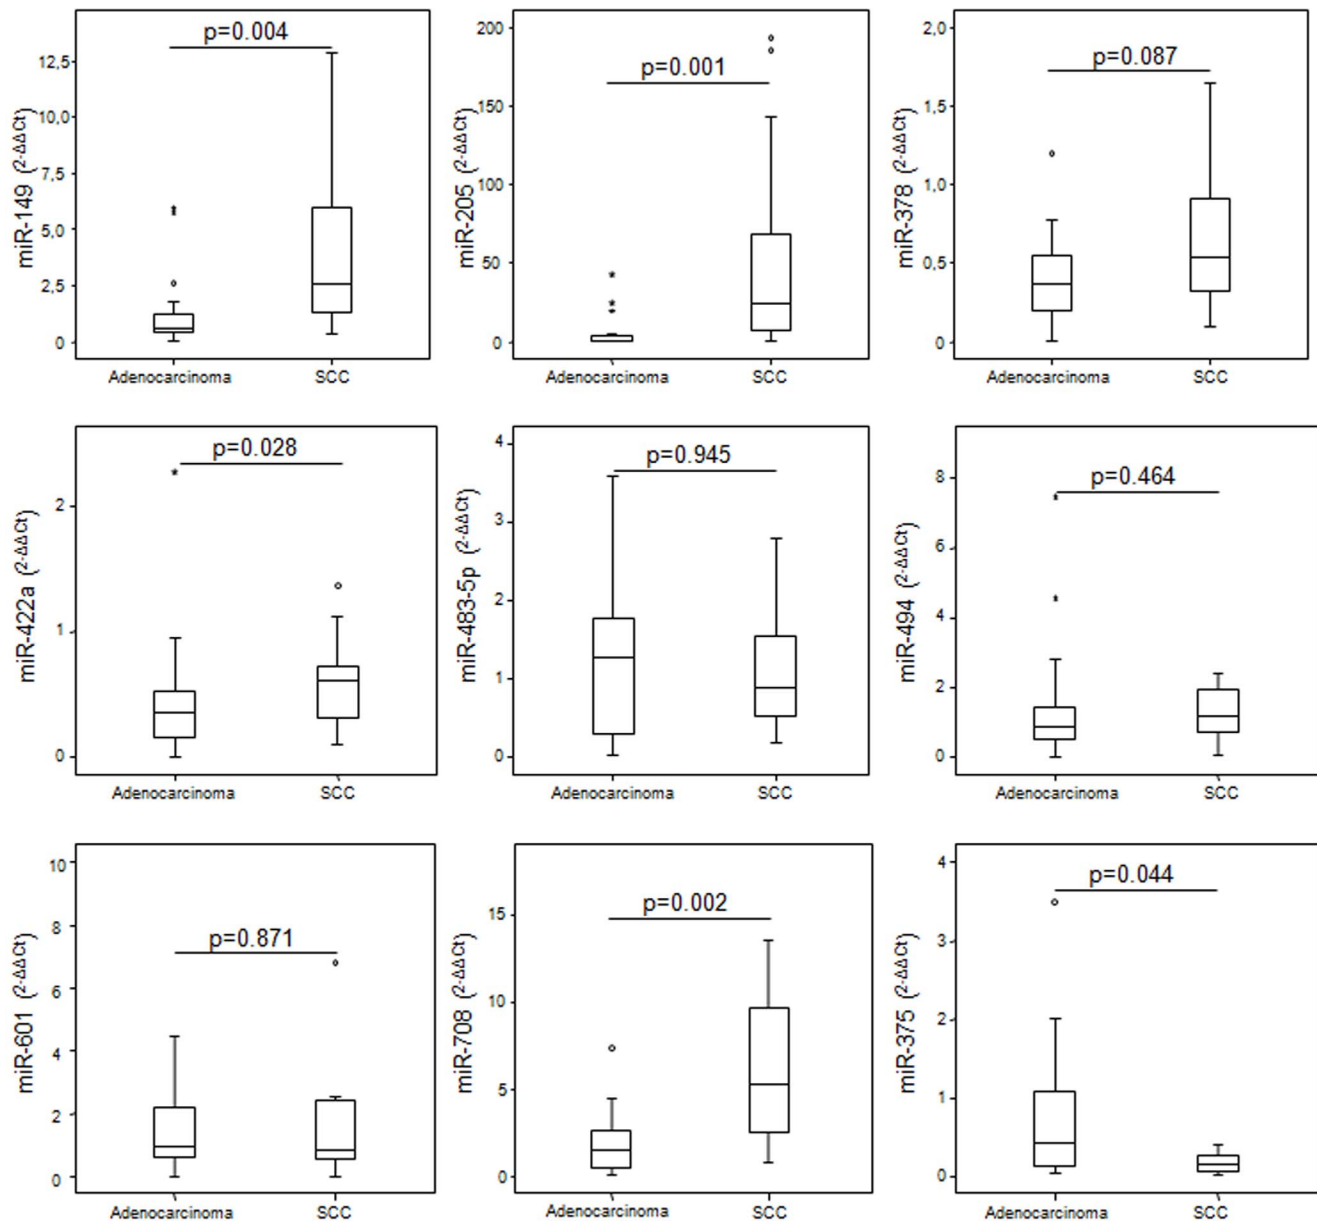 p=0.004
miR-149 (2-ΔΔCt)
12,5
10,0
7,5
5,0
2,5
0
Adenocarcinoma SCC
p=0.001
miR-205 (2-ΔΔCt)
200
150
100
50
0
Adenocarcinoma SCC
p=0.087
miR-378 (2-ΔΔCt)
2,0
1,5
1,0
0,5
0
Adenocarcinoma SCC
p=0.028
miR-422a (2-ΔΔCt)
2
1
0
Adenocarcinoma SCC
p=0.945
miR-483-5p (2-ΔΔCt)
4
3
2
1
0
Adenocarcinoma SCC
p=0.464
miR-494 (2-ΔΔCt)
8
6
4
2
0
Adenocarcinoma SCC
p=0.871
miR-601 (2-ΔΔCt)
10
8
6
4
2
0
Adenocarcinoma SCC
p=0.002
miR-708 (2-ΔΔCt)
15
10
5
0
Adenocarcinoma SCC
p=0.044
miR-375 (2-ΔΔCt)
4
3
2
1
0
Adenocarcinoma SCC